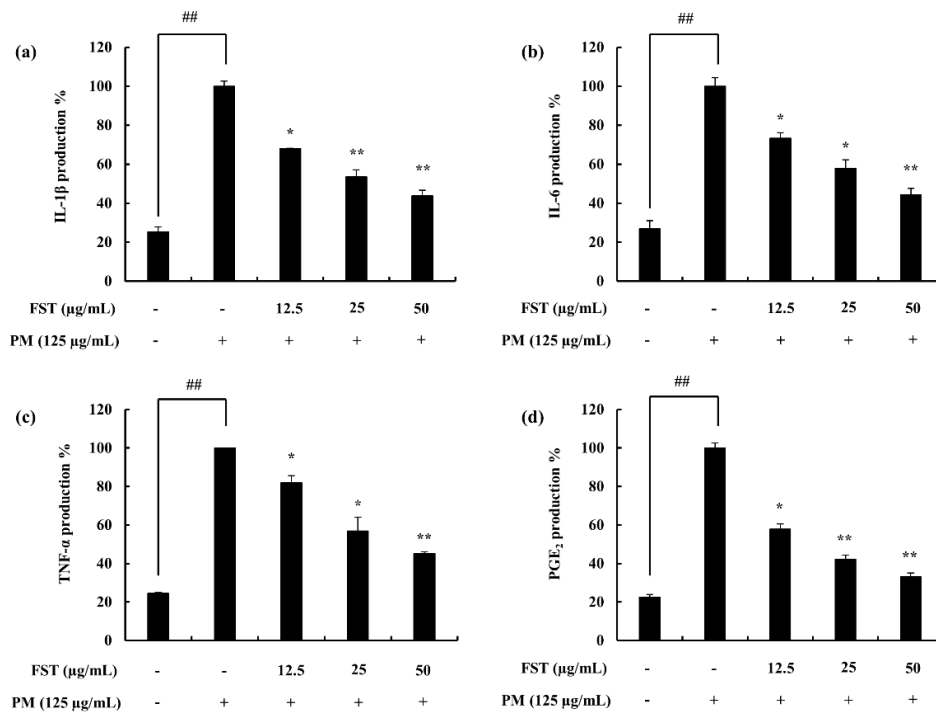 ##
(a)
IL-1β production %
120
100
80
60
40
20
0
*
**
**
FST (μg/mL) - - 12.5 25 50
PM (125 μg/mL) - + + + +
##
(b)
IL-6 production %
120
100
80
60
40
20
0
*
*
**
FST (μg/mL) - - 12.5 25 50
PM (125 μg/mL) - + + + +
##
(c)
TNF-α production %
120
100
80
60
40
20
0
*
*
**
FST (μg/mL) - - 12.5 25 50
PM (125 μg/mL) - + + + +
##
(d)
PGE₂ production %
120
100
80
60
40
20
0
*
**
**
FST (μg/mL) - - 12.5 25 50
PM (125 μg/mL) - + + + +